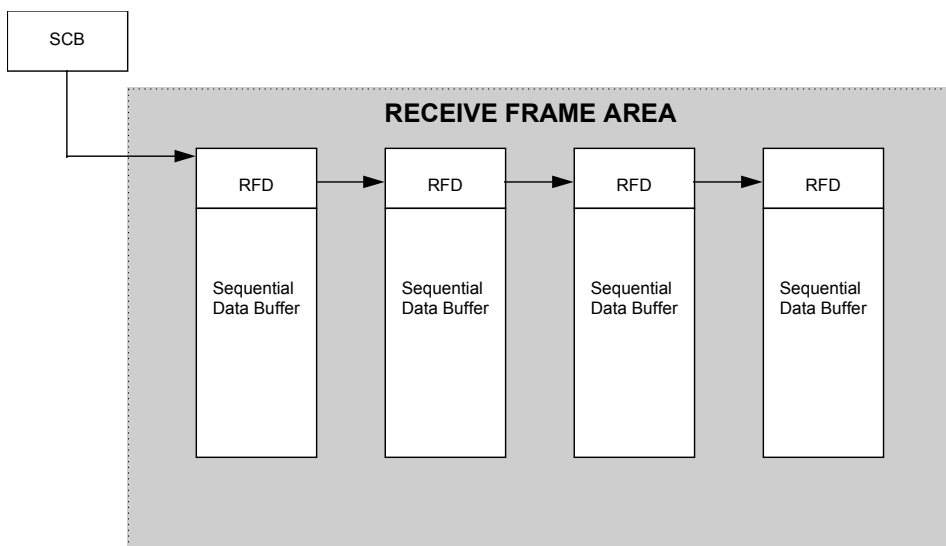 SCB
RECEIVE FRAME AREA
RFD
RFD
RFD
RFD
Sequential
Data Buffer
Sequential
Data Buffer
Sequential
Data Buffer
Sequential
Data Buffer